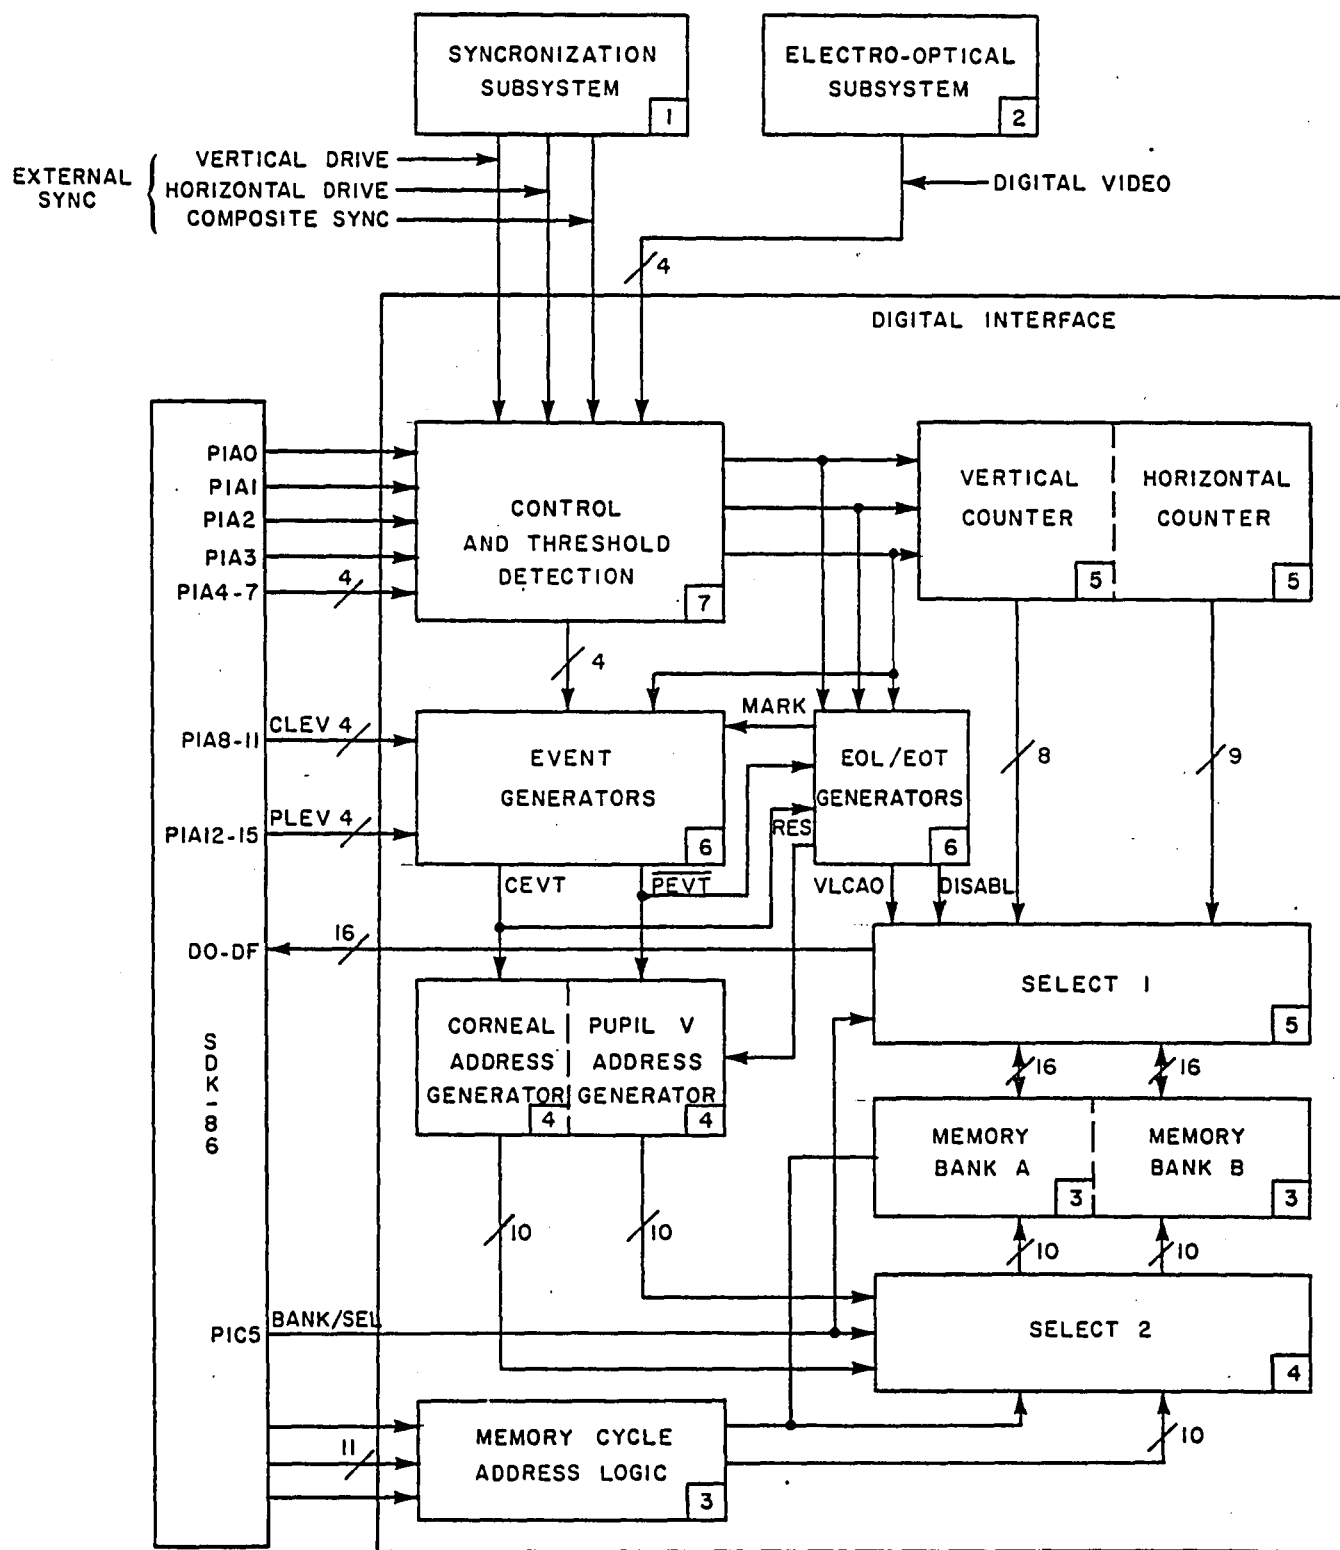 SYNCRONIZATION
SUBSYSTEM
1
ELECTRO-OPTICAL
SUBSYSTEM
2
EXTERNAL
SYNC
VERTICAL DRIVE
HORIZONTAL DRIVE
COMPOSITE SYNC
DIGITAL VIDEO
4
DIGITAL INTERFACE
PIA0
PIA1
PIA2
PIA3
PIA4-7
4
CONTROL
AND THRESHOLD
DETECTION
7
VERTICAL
COUNTER
5
HORIZONTAL
COUNTER
5
4
MARK
PIA8-11
CLEV 4
PIA12-15
PLEV 4
EVENT
GENERATORS
6
EOL/EOT
GENERATORS
6
RES
8
9
CEVT
PEVT
VLCAO
DISABL
DO-DF
16
SELECT 1
5
SDK-86
CORNEAL
ADDRESS
GENERATOR
4
PUPIL V
ADDRESS
GENERATOR
4
16
16
MEMORY
BANK A
3
MEMORY
BANK B
3
10
10
10
10
PIC5
BANK/SEL
SELECT 2
4
11
MEMORY CYCLE
ADDRESS LOGIC
3
10